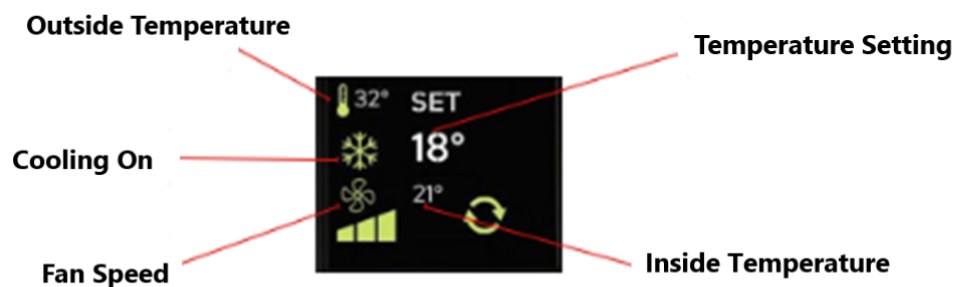 Outside Temperature
Temperature Setting
32° SET
18°
Cooling On
21°
Fan Speed
Inside Temperature